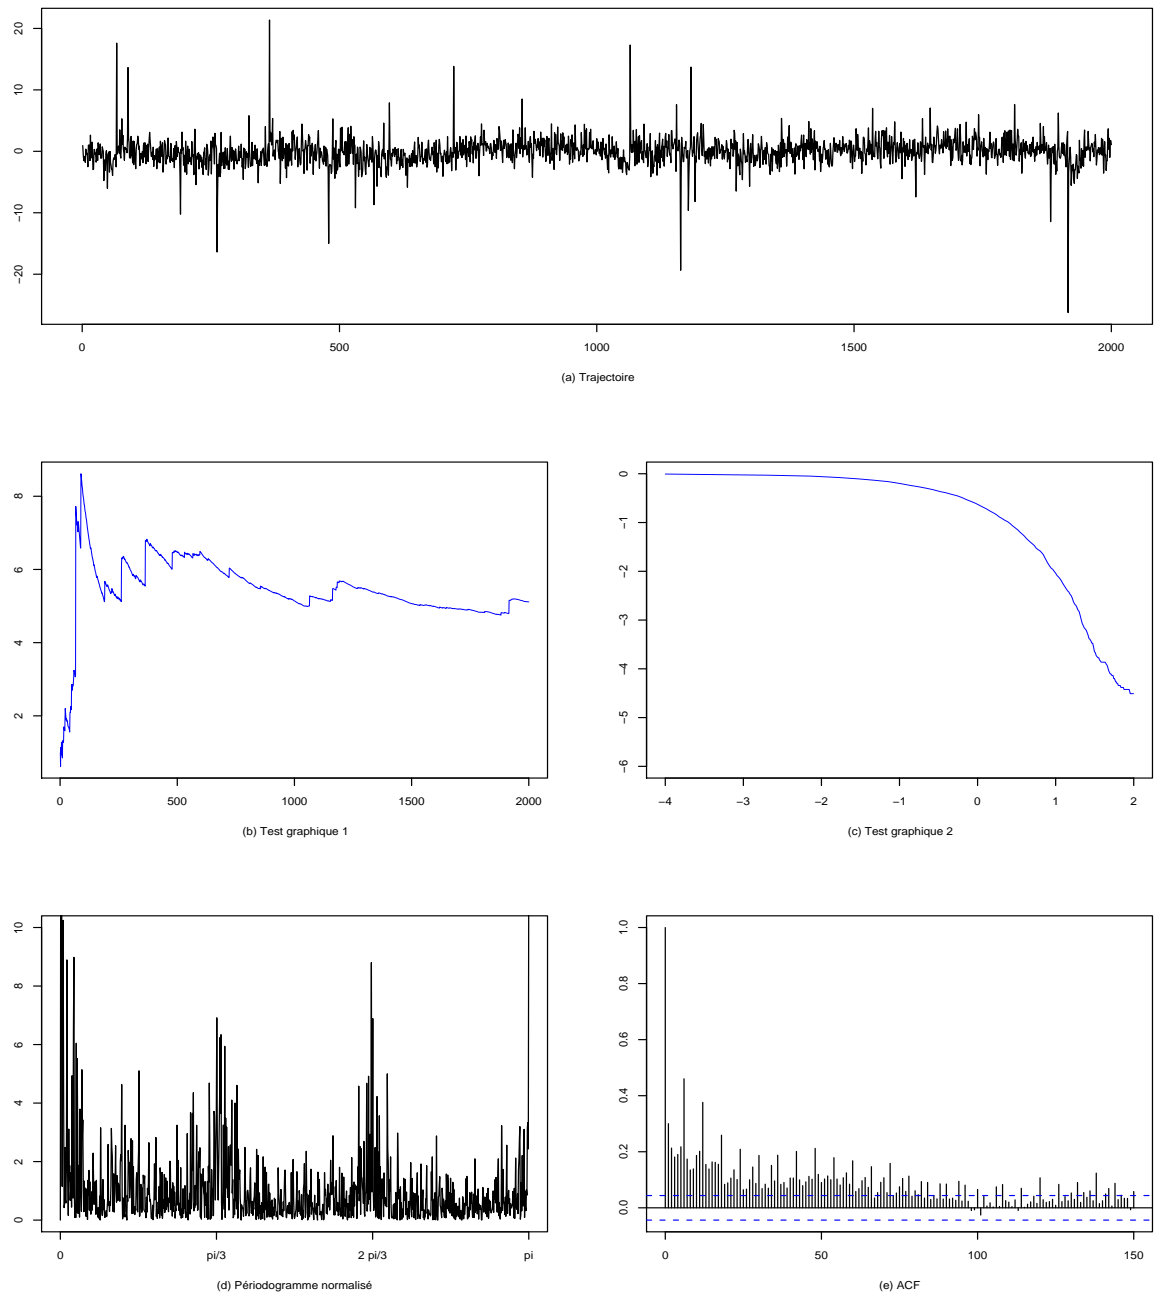 20
10
0
−10
−20
0 500 1000 1500 2000
(a) Trajectoire
8
6
4
2
0 500 1000 1500 2000
(b) Test graphique 1
0
−1
−2
−3
−4
−5
−6
−4 −3 −2 −1 0 1 2
(c) Test graphique 2
10
8
6
4
2
0
0 pi/3 2 pi/3 pi
(d) Périodogramme normalisé
1.0
0.8
0.6
0.4
0.2
0.0
0 50 100 150
(e) ACF